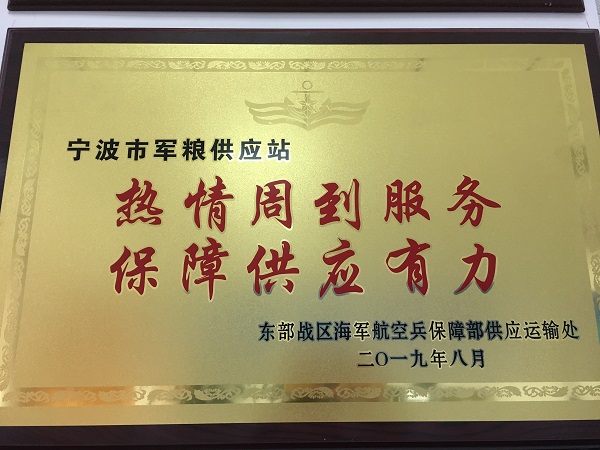 宁波市军粮供应站
热情周到服务
保障供应有力
东部战区海军航空兵保障部供应运输处
二〇一九年八月